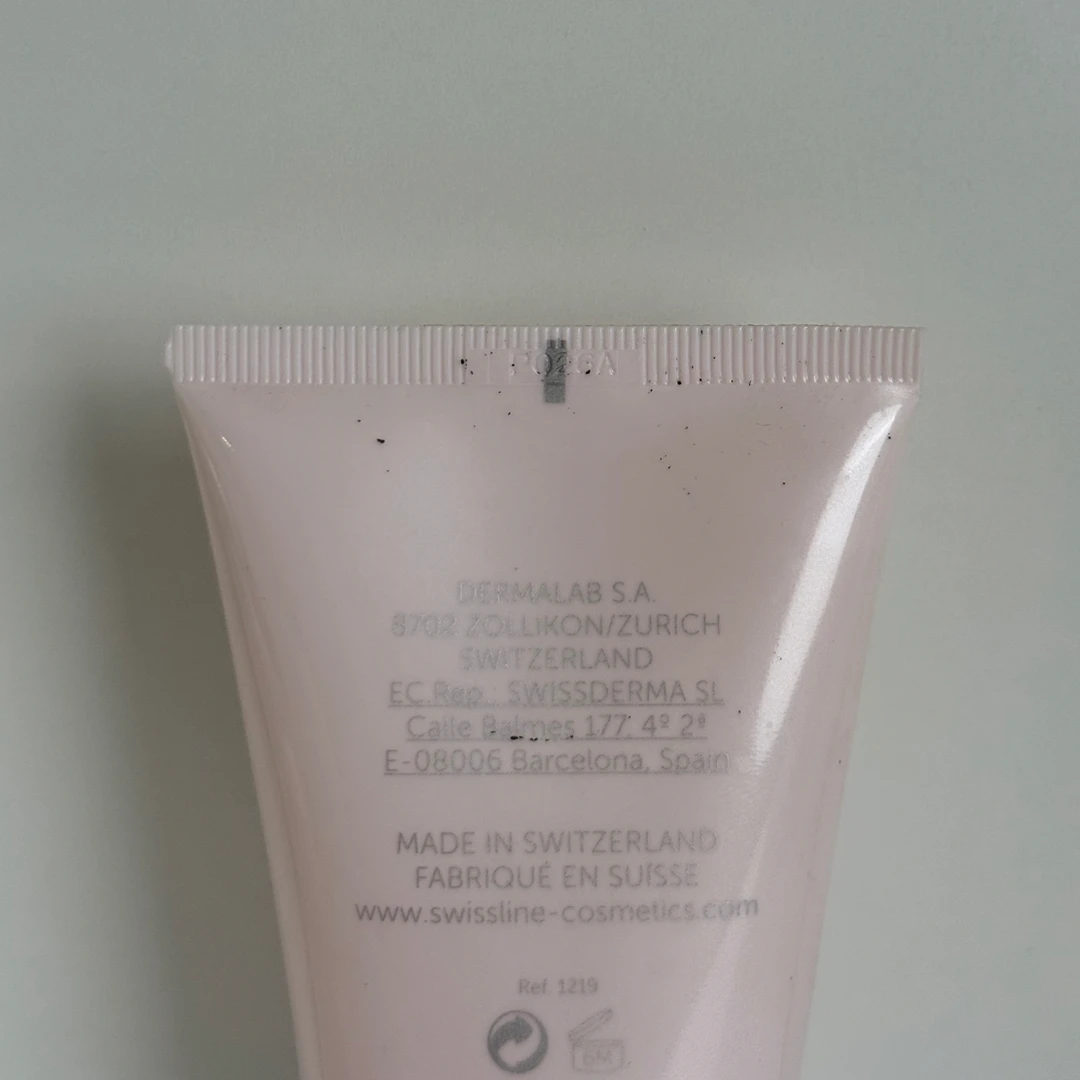 F026A
DERMALAB S.A.
8702 ZOLLIKON/ZURICH
SWITZERLAND
EC.Rep.: SWISSDERMA SL
Calle Balmes 177, 4º 2ª
E-08006 Barcelona, Spain
MADE IN SWITZERLAND
FABRIQUÉ EN SUISSE
www.swissline-cosmetics.com
Ref. 1219
6M